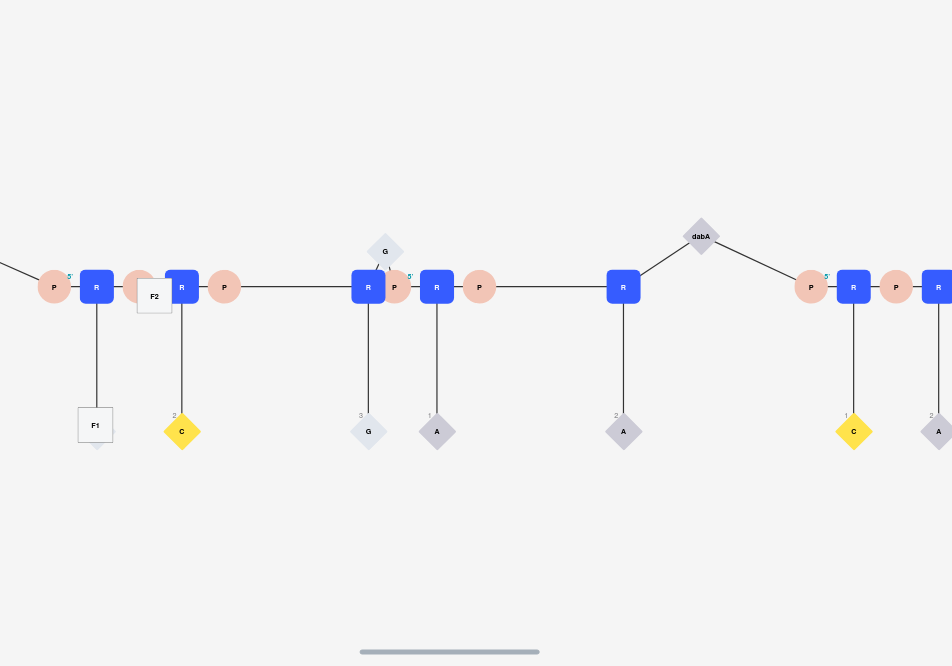 G
dabA
5' 5' 5'
P R F2 R P R P R P R P R P R
2 3 1 2 1 2
F1 C G A A C A